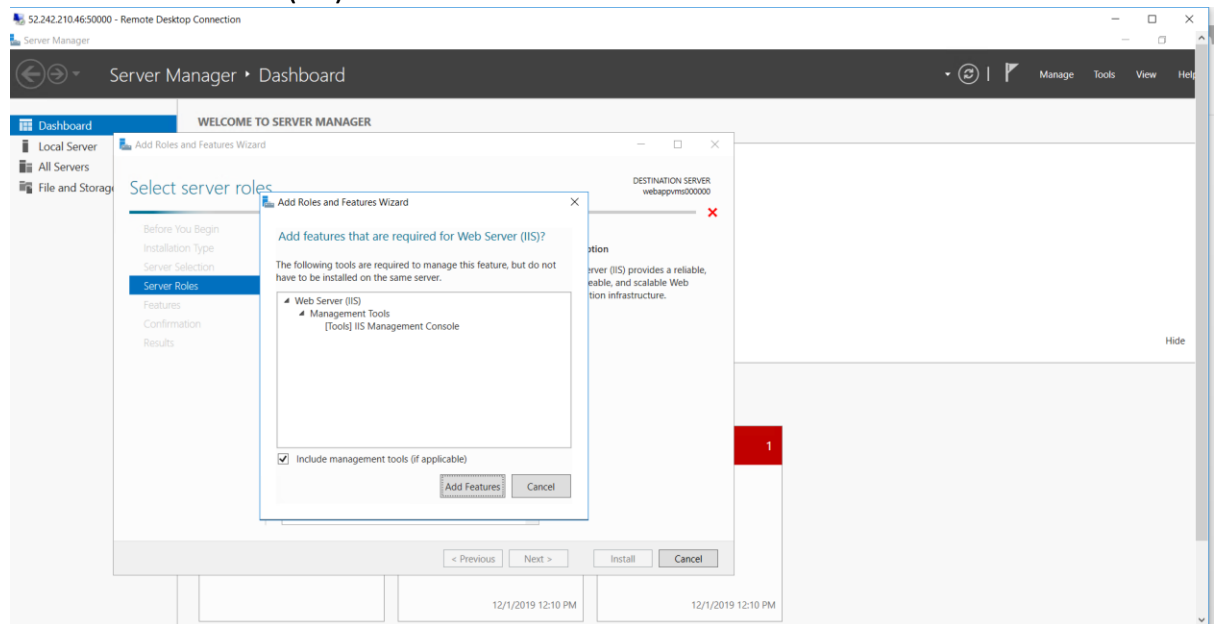 52.242.210.46:50000 - Remote Desktop Connection
Server Manager
Server Manager • Dashboard
Manage Tools View Help
Dashboard
Local Server
All Servers
File and Storage
WELCOME TO SERVER MANAGER
Add Roles and Features Wizard
Select server roles
DESTINATION SERVER
webappvms000000
Before You Begin
Installation Type
Server Selection
Server Roles
Features
Confirmation
Results
Add Roles and Features Wizard
Add features that are required for Web Server (IIS)?
The following tools are required to manage this feature, but do not
have to be installed on the same server.
Web Server (IIS)
Management Tools
[Tools] IIS Management Console
Include management tools (if applicable)
Add Features Cancel
(IIS) provides a reliable,
and scalable Web
infrastructure.
< Previous Next > Install Cancel
Hide
1
12/1/2019 12:10 PM
12/1/2019 12:10 PM